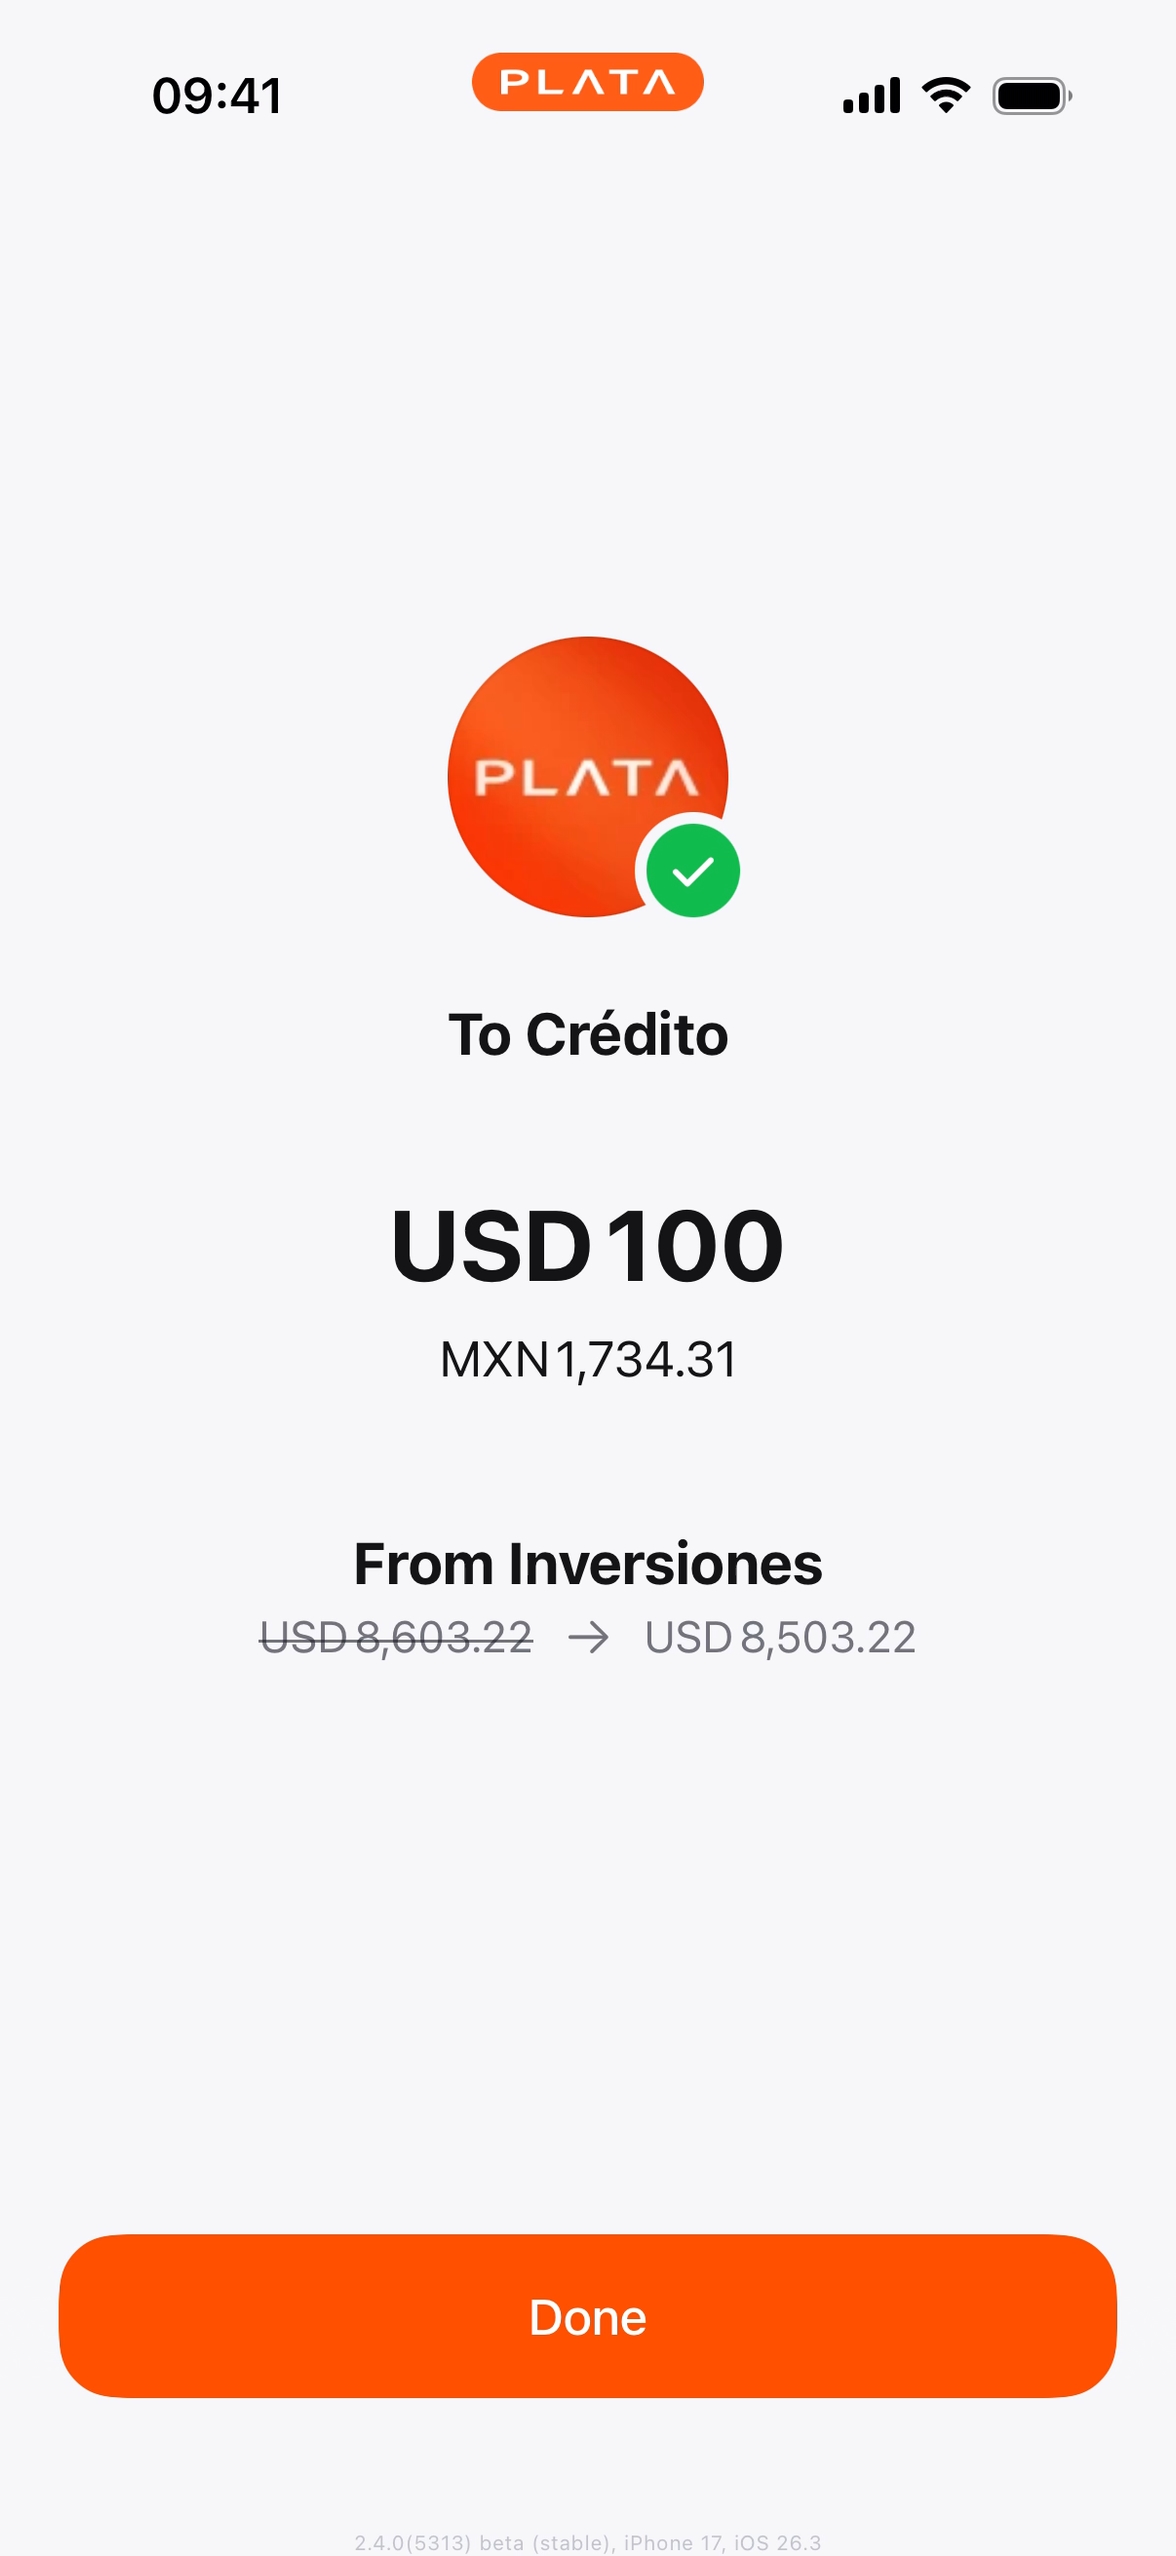 09:41
PLATA
PLATA
To Crédito
USD 100
MXN 1,734.31
From Inversiones
USD 8,603.22 → USD 8,503.22
Done
2.4.0(5313) beta (stable), iPhone 17, iOS 26.3